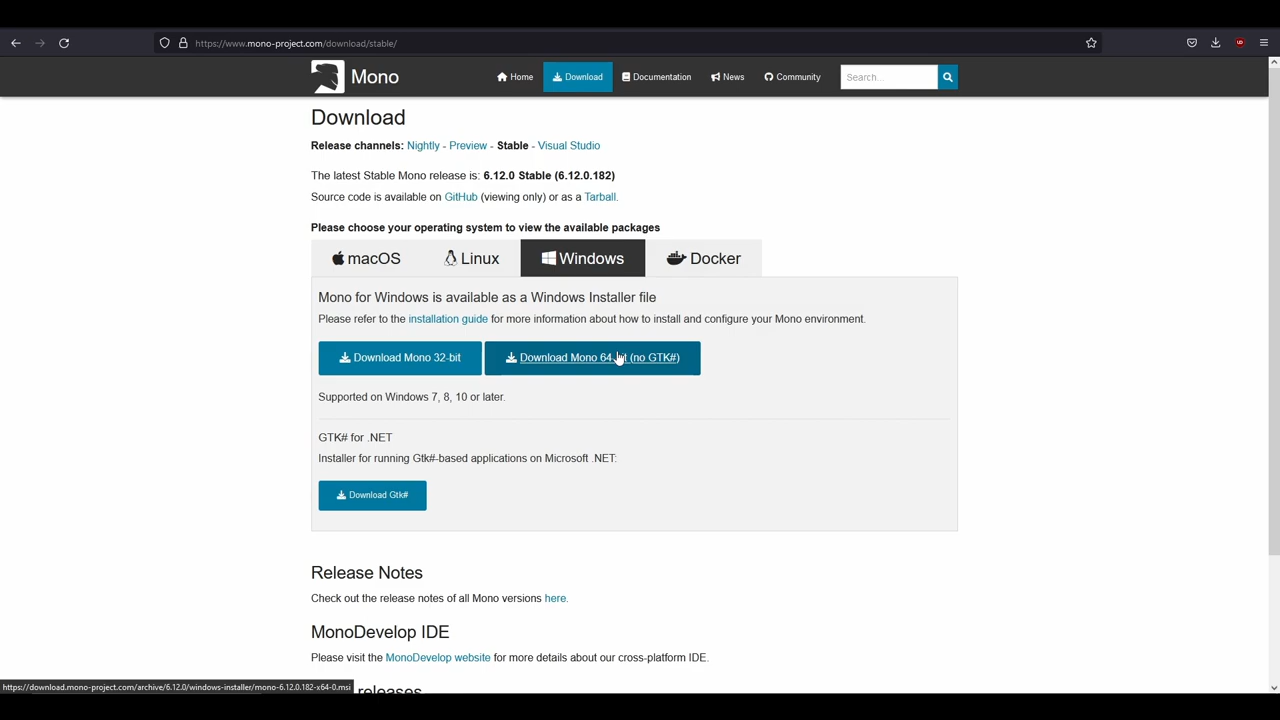 https://www.mono-project.com/download/stable/
Mono
Home
Download
Documentation
News
Community
Search...
Download
Release channels: Nightly - Preview - Stable - Visual Studio
The latest Stable Mono release is: 6.12.0 Stable (6.12.0.182)
Source code is available on GitHub (viewing only) or as a Tarball.
Please choose your operating system to view the available packages
macOS
Linux
Windows
Docker
Mono for Windows is available as a Windows Installer file
Please refer to the installation guide for more information about how to install and configure your Mono environment.
Download Mono 32-bit
Download Mono 64-bit (no GTK#)
Supported on Windows 7, 8, 10 or later.
GTK# for .NET
Installer for running Gtk#-based applications on Microsoft .NET:
Download Gtk#
Release Notes
Check out the release notes of all Mono versions here.
MonoDevelop IDE
Please visit the MonoDevelop website for more details about our cross-platform IDE.
releases
https://download.mono-project.com/archive/6.12.0/windows-installer/mono-6.12.0.182-x64-0.msi